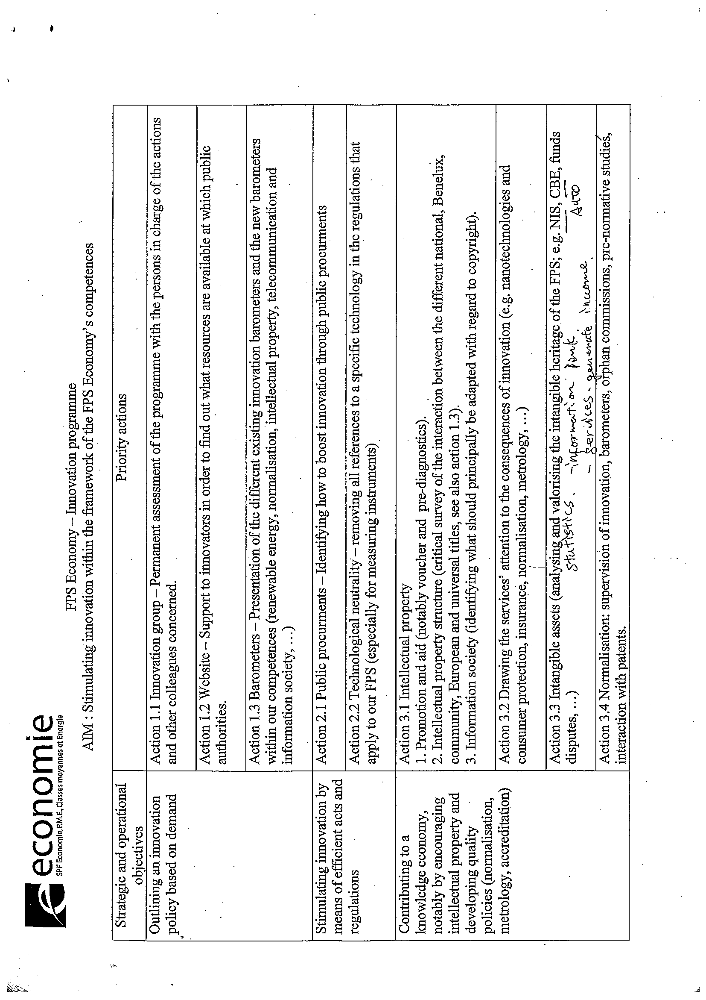 economie
SPF Economie, P.M.E., Classes moyennes et Energie
FPS Economy – Innovation programme
AIM : Stimulating innovation within the framework of the FPS Economy's competences
Strategic and operational
objectives
Priority actions
Outlining an innovation
policy based on demand
Action 1.1 Innovation group – Permanent assessment of the programme with the persons in charge of the actions
and other colleagues concerned.
Action 1.2 Website – Support to innovators in order to find out what resources are available at which public
authorities.
Action 1.3 Barometers – Presentation of the different existing innovation barometers and the new barometers
within our competences (renewable energy, normalisation, intellectual property, telecommunication and
information society, …)
Stimulating innovation by
means of efficient acts and
regulations
Action 2.1 Public procurments – Identifying how to boost innovation through public procurments
Action 2.2 Technological neutrality – removing all references to a specific technology in the regulations that
apply to our FPS (especially for measuring instruments)
Contributing to a
knowledge economy,
notably by encouraging
intellectual property and
developing quality
policies (normalisation,
metrology, accreditation)
Action 3.1 Intellectual property
1. Promotion and aid (notably voucher and pre-diagnostics).
2. Intellectual property structure (critical survey of the interaction between the different national, Benelux,
community, European and universal titles, see also action 1.3).
3. Information society (identifying what should principally be adapted with regard to copyright).
Action 3.2 Drawing the services' attention to the consequences of innovation (e.g. nanotechnologies and
consumer protection, insurance, normalisation, metrology, …)
Action 3.3 Intangible assets (analysing and valorising the intangible heritage of the FPS; e.g. NIS, CBE, funds
disputes, …)
statistics. - information bank. Auto
- services. generate income.
Action 3.4 Normalisation: supervision of innovation, barometers, orphan commissions, pre-normative studies,
interaction with patents.